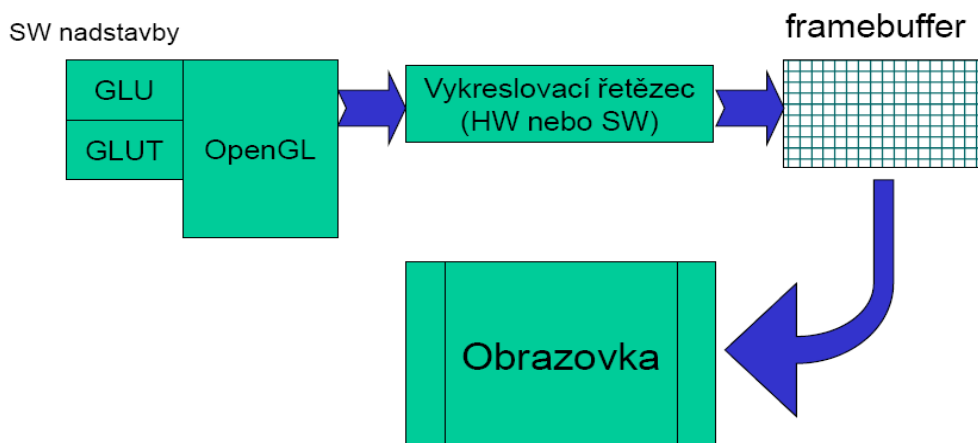 SW nadstavby
framebuffer
GLU
GLUT
OpenGL
Vykreslovací řetězec
(HW nebo SW)
Obrazovka